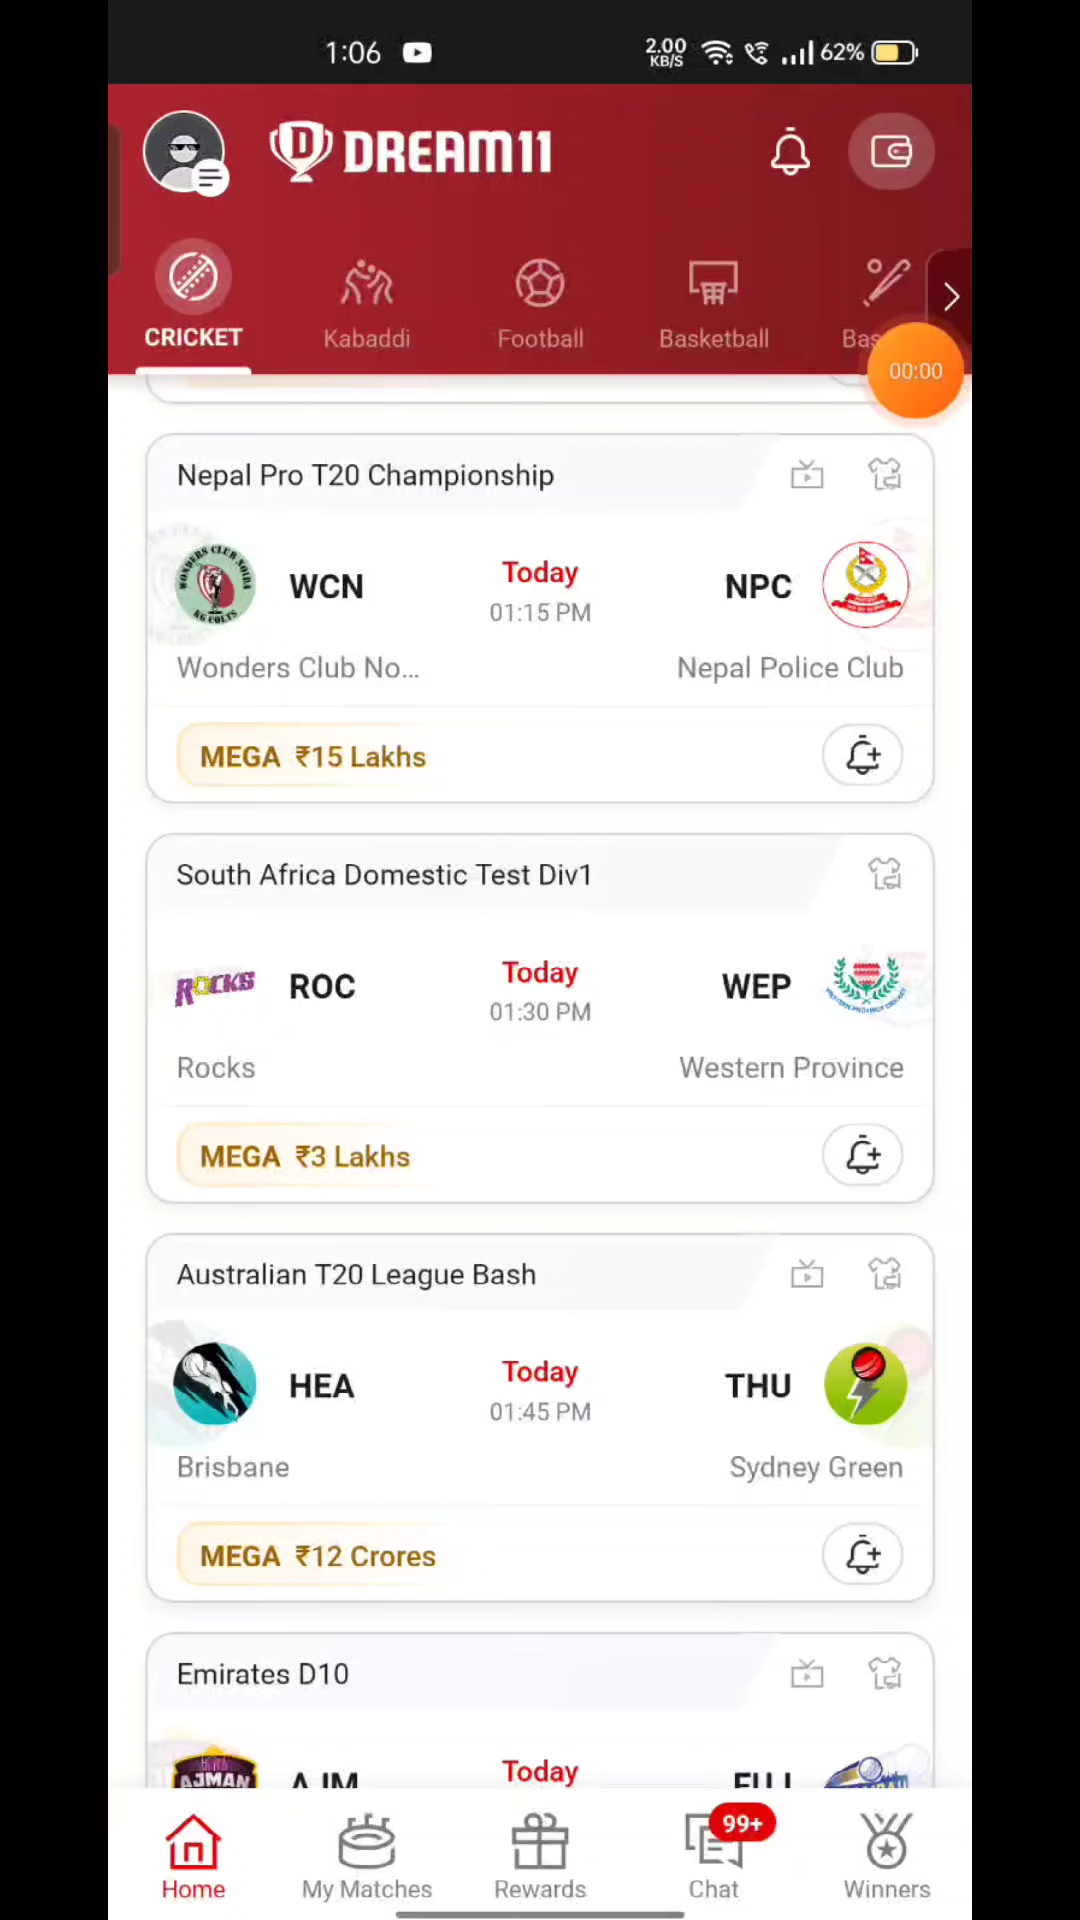 1:06
2.00 KB/S
62%
DREAM11
CRICKET
Kabaddi
Football
Basketball
Bas
00:00
Nepal Pro T20 Championship
WCN
Today
NPC
01:15 PM
Wonders Club No...
Nepal Police Club
MEGA ₹15 Lakhs
South Africa Domestic Test Div1
ROCKS
ROC
Today
WEP
01:30 PM
Rocks
Western Province
MEGA ₹3 Lakhs
Australian T20 League Bash
HEA
Today
THU
01:45 PM
Brisbane
Sydney Green
MEGA ₹12 Crores
Emirates D10
AJMAN
AJM
Today
FUJ
99+
Home
My Matches
Rewards
Chat
Winners